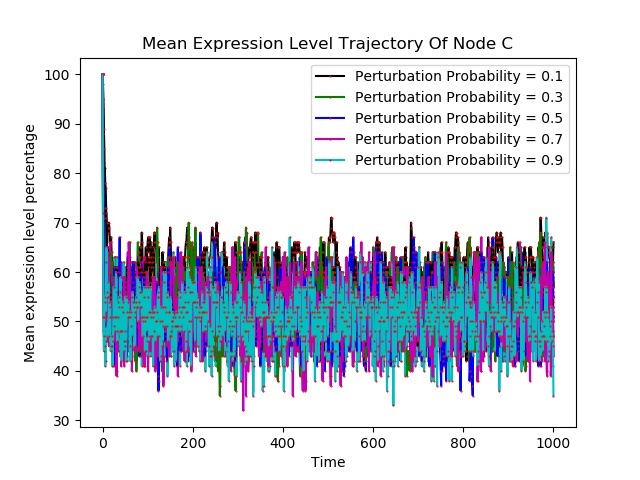 Mean Expression Level Trajectory Of Node C
Perturbation Probability = 0.1
Perturbation Probability = 0.3
Perturbation Probability = 0.5
Perturbation Probability = 0.7
Perturbation Probability = 0.9
Mean expression level percentage
100
90
80
70
60
50
40
30
0
200
400
600
800
1000
Time